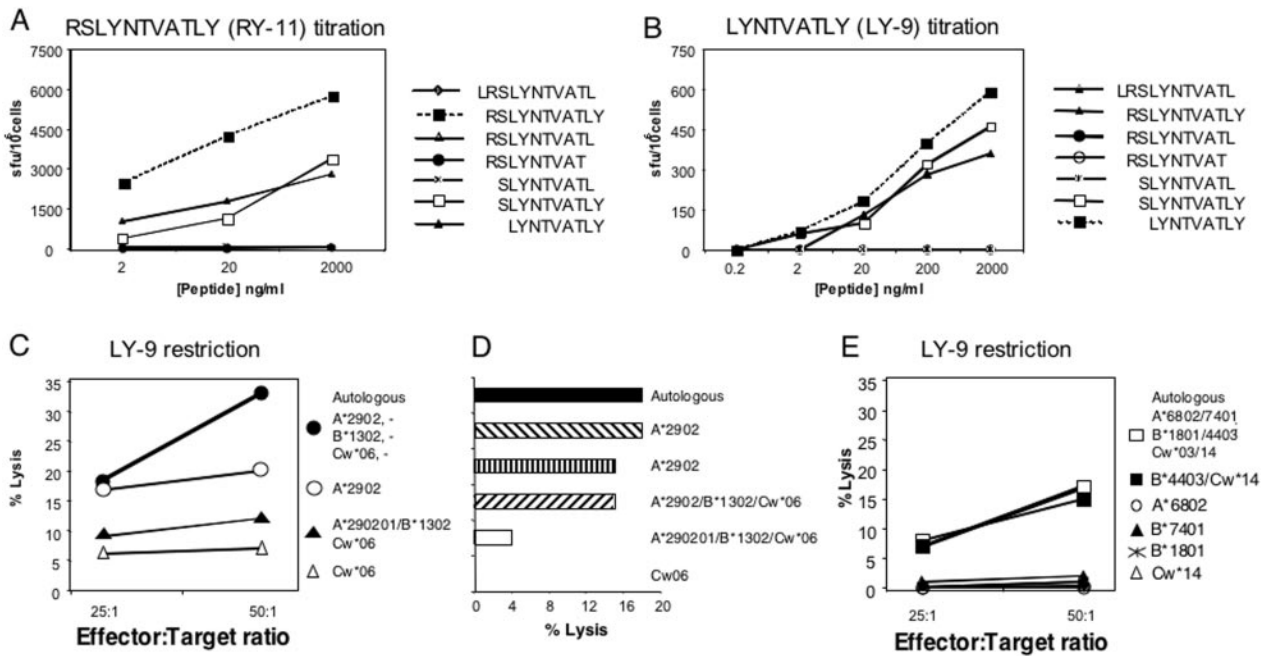 A
RSLYNTVATLY (RY-11) titration
7500
6000
4500
3000
1500
0
sfu/10⁶cells
2
20
2000
[Peptide] ng/ml
LRSLYNTVATL
RSLYNTVATLY
RSLYNTVATL
RSLYNTVAT
SLYNTVATL
SLYNTVATLY
LYNTVATLY
B
LYNTVATLY (LY-9) titration
600
450
300
150
0
sfu/10⁶cells
0.2
2
20
200
2000
[Peptide] ng/ml
LRSLYNTVATL
RSLYNTVATLY
RSLYNTVATL
RSLYNTVAT
SLYNTVATL
SLYNTVATLY
LYNTVATLY
C
LY-9 restriction
35
30
25
20
15
10
5
0
% Lysis
25:1
50:1
Effector:Target ratio
Autologous
A*2902, -
B*1302, -
Cw*06, -
A*2902
A*290201/B*1302
Cw*06
Cw*06
D
Autologous
A*2902
A*2902
A*2902/B*1302/Cw*06
A*290201/B*1302/Cw*06
Cw06
0
4
8
12
16
20
% Lysis
E
LY-9 restriction
35
30
25
20
15
10
5
0
%Lysis
25:1
50:1
Effector:Target ratio
Autologous
A*6802/7401
B*1801/4403
Cw*03/14
B*4403/Cw*14
A*6802
B*7401
B*1801
Cw*14